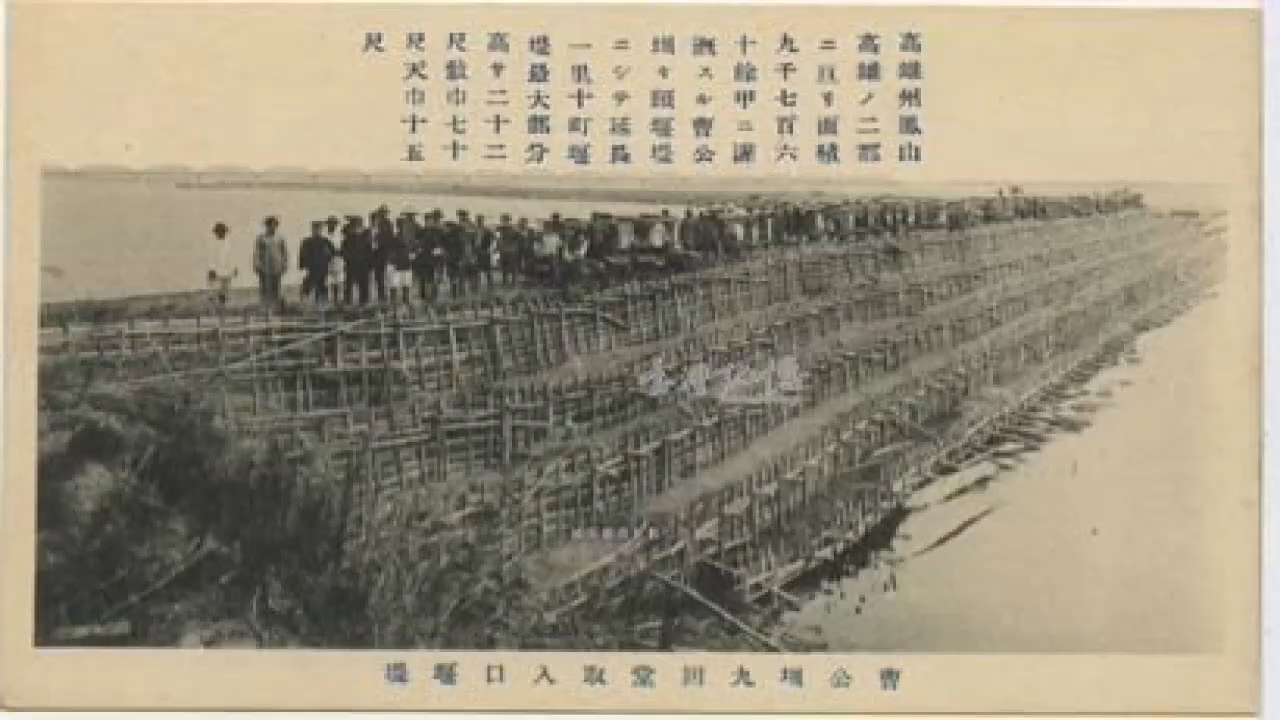 高雄州鳳山
高雄ノ二郡
ニ亘リ面積
九千七百六
十餘甲ニ灌
漑スル曹公
圳々頭堰堤
ニシテ延長
一里十町堰
堤最大部分
高サ二十二
尺敷巾七十
尺天巾十五
尺
曹公圳九曲堂取入口堰堤